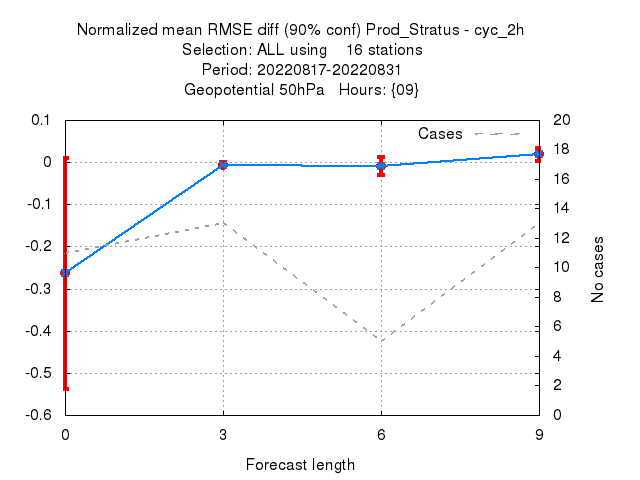 Normalized mean RMSE diff (90% conf) Prod_Stratus - cyc_2h
Selection: ALL using    16 stations
Period: 20220817-20220831
Geopotential 50hPa   Hours: {09}
Cases
0.1
0
-0.1
-0.2
-0.3
-0.4
-0.5
-0.6
20
18
16
14
12
10
8
6
4
2
0
No cases
0 3 6 9
Forecast length